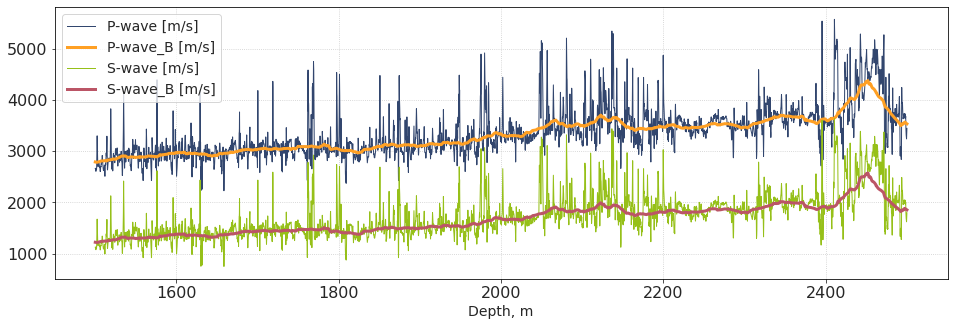 P-wave [m/s]
P-wave_B [m/s]
S-wave [m/s]
S-wave_B [m/s]
5000
4000
3000
2000
1000
1600 1800 2000 2200 2400
Depth, m